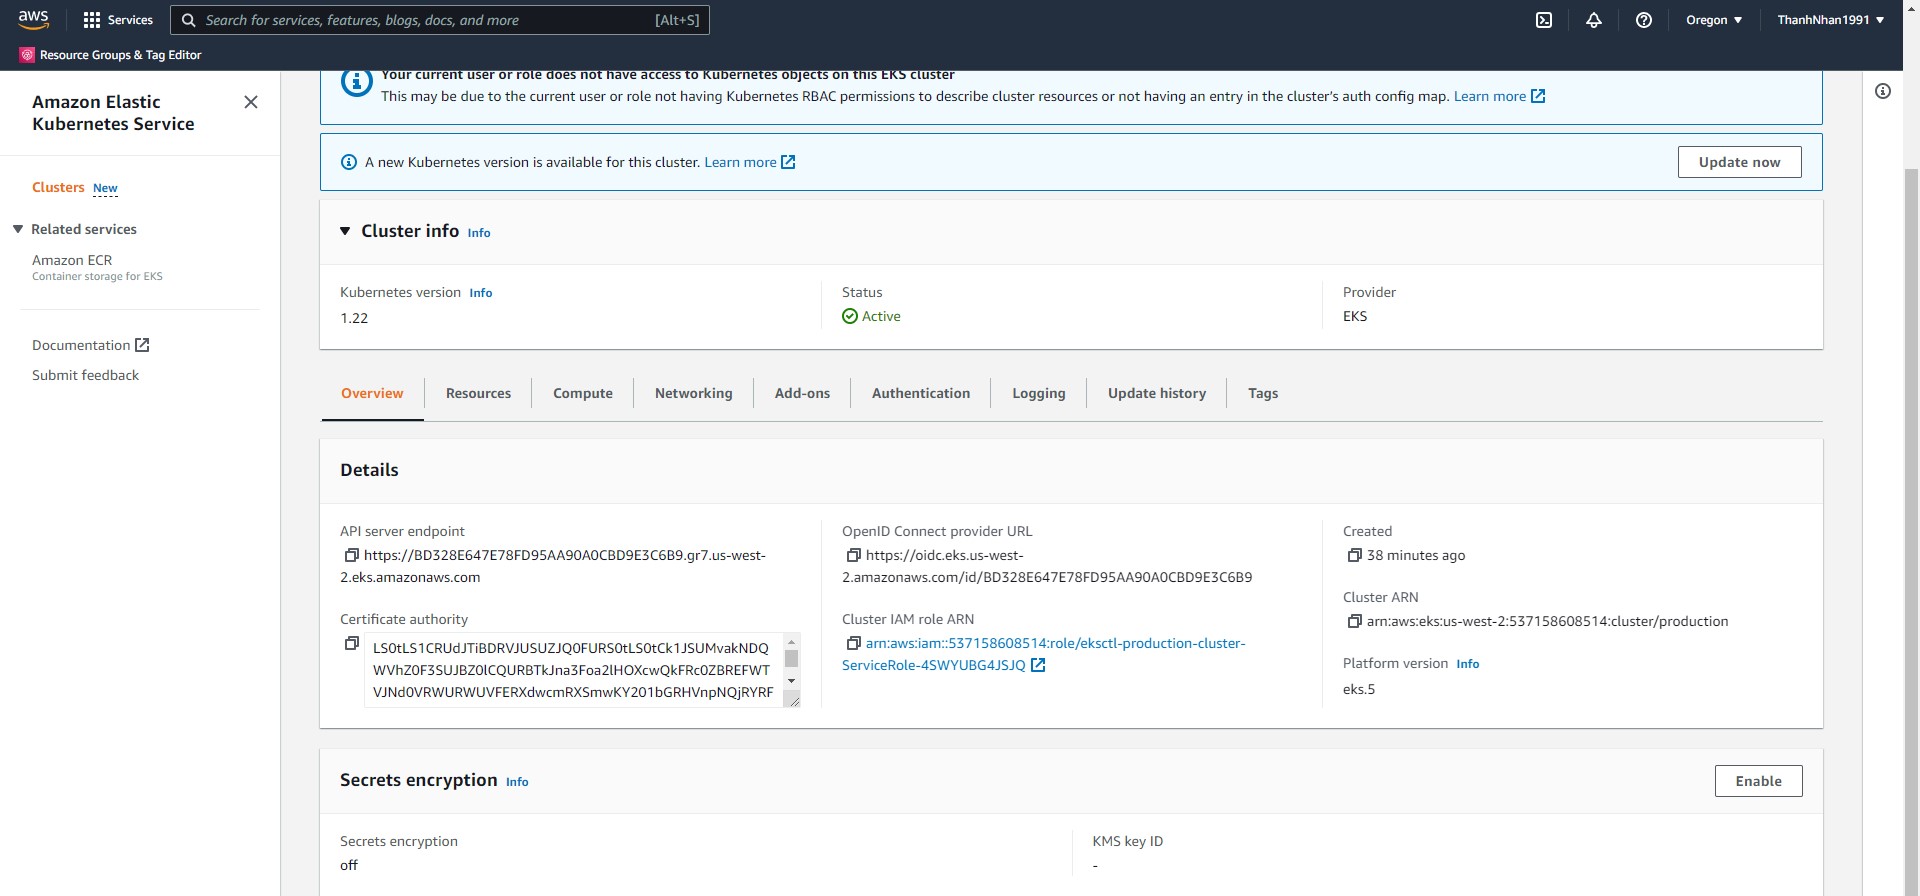 aws
Services
Search for services, features, blogs, docs, and more [Alt+S]
Oregon
ThanhNhan1991
Resource Groups & Tag Editor
Amazon Elastic
Kubernetes Service
Clusters New
Related services
Amazon ECR
Container storage for EKS
Documentation
Submit feedback
Your current user or role does not have access to Kubernetes objects on this EKS cluster
This may be due to the current user or role not having Kubernetes RBAC permissions to describe cluster resources or not having an entry in the cluster's auth config map. Learn more
A new Kubernetes version is available for this cluster. Learn more
Update now
Cluster info Info
Kubernetes version Info
1.22
Status
Active
Provider
EKS
Overview
Resources
Compute
Networking
Add-ons
Authentication
Logging
Update history
Tags
Details
API server endpoint
https://BD328E647E78FD95AA90A0CBD9E3C6B9.gr7.us-west-
2.eks.amazonaws.com
Certificate authority
LS0tLS1CRUdJTiBDRVJUSUZJQ0FURS0tLS0tCk1JSUMvakNDQ
WVhZ0F3SUJBZ0lCQURBTkJna3Foa2lHOXcwQkFRc0ZBREFWT
VJNd0VRWURWUVFERXdwcmRXSmwKY201bGRHVnpNQjRYRF
OpenID Connect provider URL
https://oidc.eks.us-west-
2.amazonaws.com/id/BD328E647E78FD95AA90A0CBD9E3C6B9
Cluster IAM role ARN
arn:aws:iam::537158608514:role/eksctl-production-cluster-
ServiceRole-4SWYUBG4JSJQ
Created
38 minutes ago
Cluster ARN
arn:aws:eks:us-west-2:537158608514:cluster/production
Platform version Info
eks.5
Secrets encryption Info
Enable
Secrets encryption
off
KMS key ID
-